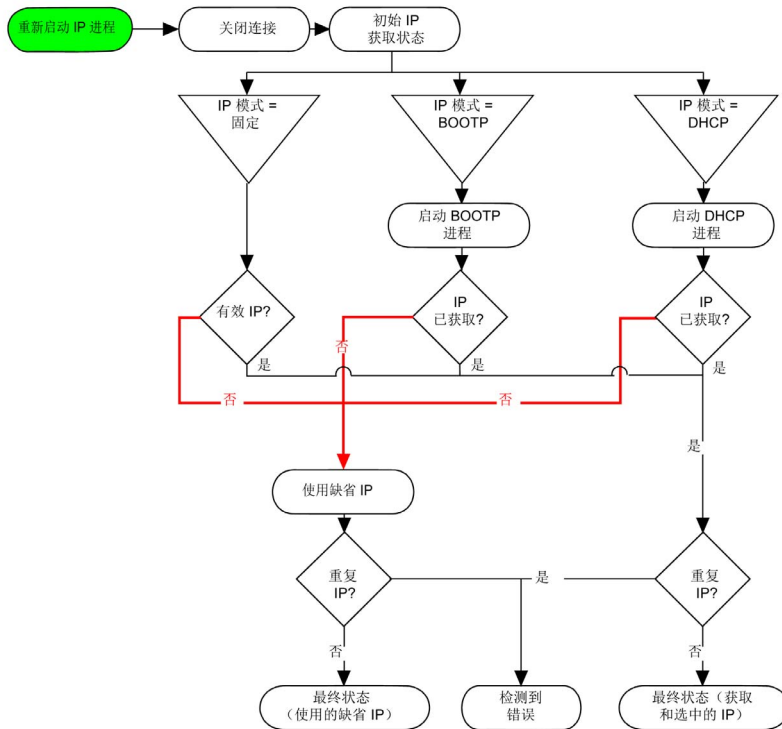 重新启动 IP 进程
关闭连接
初始 IP
获取状态
IP 模式 =
固定
IP 模式 =
BOOTP
IP 模式 =
DHCP
启动 BOOTP
进程
启动 DHCP
进程
有效 IP?
IP
已获取?
IP
已获取?
否
是
是
是
否
否
是
使用缺省 IP
重复
IP?
是
重复
IP?
否
否
最终状态
（使用的缺省 IP）
检测到
错误
最终状态（获取
和选中的 IP）